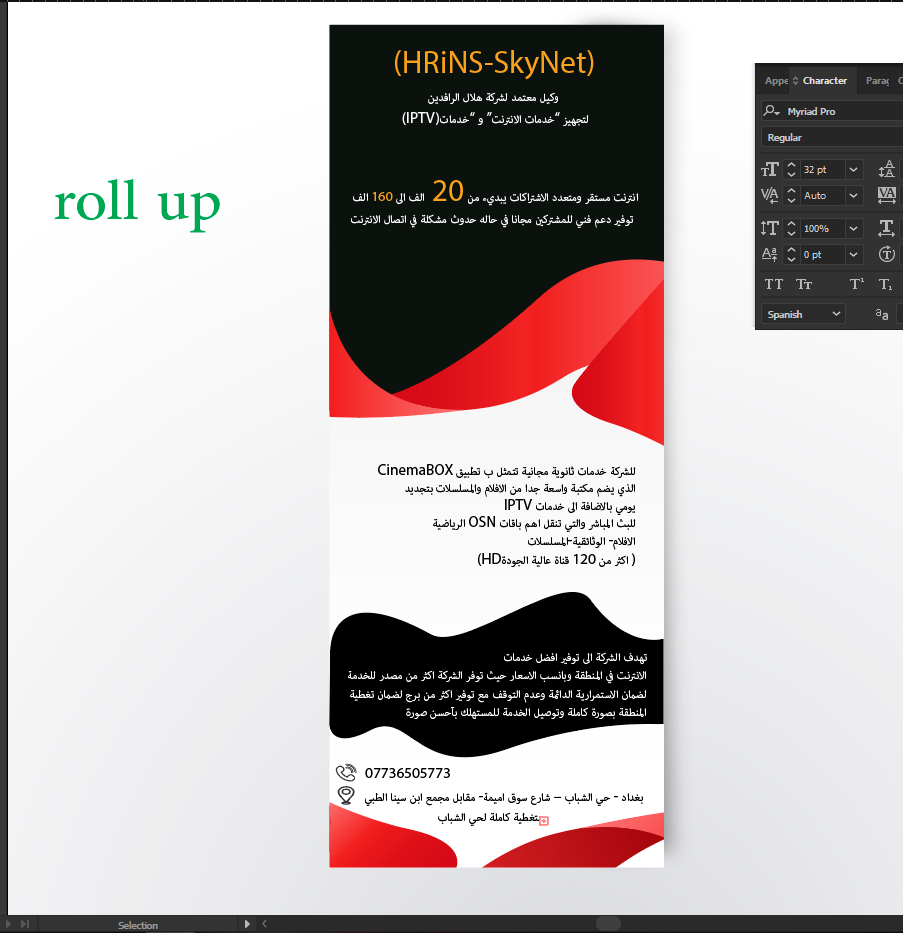 (HRiNS-SkyNet)
وكيل معتمد لشركة هلال الرافدين
لتجهيز “خدمات الانترنت” و “خدمات(IPTV)
roll up
انترنت مستقر ومتعدد الاشتراكات يبديء من 20 الف الى 160 الف
توفير دعم فني للمشتركين مجانا في حاله حدوث مشكلة في اتصال الانترنت
للشركة خدمات ثانوية مجانية تتمثل ب تطبيق CinemaBOX
الذي يضم مكتبة واسعة جدا من الافلام والمسلسلات بتجديد
يومي بالاضافة الى خدمات IPTV
للبث المباشر والتي تنقل اهم باقات OSN الرياضية
الافلام- الوثائقية-المسلسلات
( اكثر من 120 قناة عالية الجودةHD)
تهدف الشركة الى توفير افضل خدمات
الانترنت في المنطقة وبانسب الاسعار حيث توفر الشركة اكثر من مصدر للخدمة
لضمان الاستمرارية الدائمة وعدم التوقف مع توفير اكثر من برج لضمان تغطية
المنطقة بصورة كاملة وتوصيل الخدمة للمستهلك بآحسن صورة
07736505773
بغداد - حي الشباب – شارع سوق اميمة- مقابل مجمع ابن سينا الطبي
بتغطية كاملة لحي الشباب
Appe
Character
Parag
Myriad Pro
Regular
32 pt
Auto
100%
0 pt
TT Tr T¹ T₁
Spanish
aa
Selection